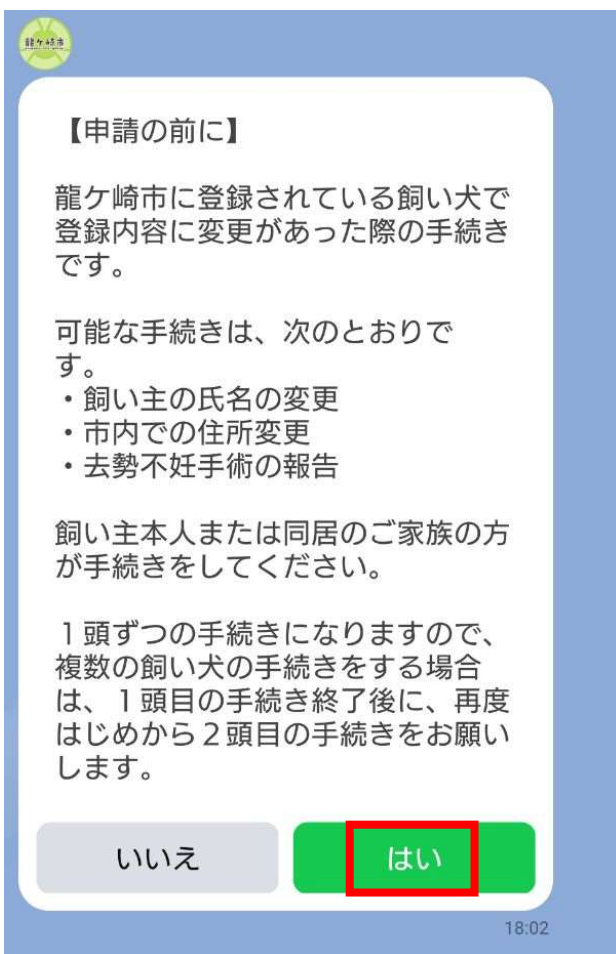 龍ケ崎市
【申請の前に】
龍ケ崎市に登録されている飼い犬で
登録内容に変更があった際の手続き
です。
可能な手続きは、次のとおりで
す。
・飼い主の氏名の変更
・市内での住所変更
・去勢不妊手術の報告
飼い主本人または同居のご家族の方
が手続きをしてください。
１頭ずつの手続きになりますので、
複数の飼い犬の手続きをする場合
は、１頭目の手続き終了後に、再度
はじめから２頭目の手続きをお願い
します。
いいえ
はい
18:02